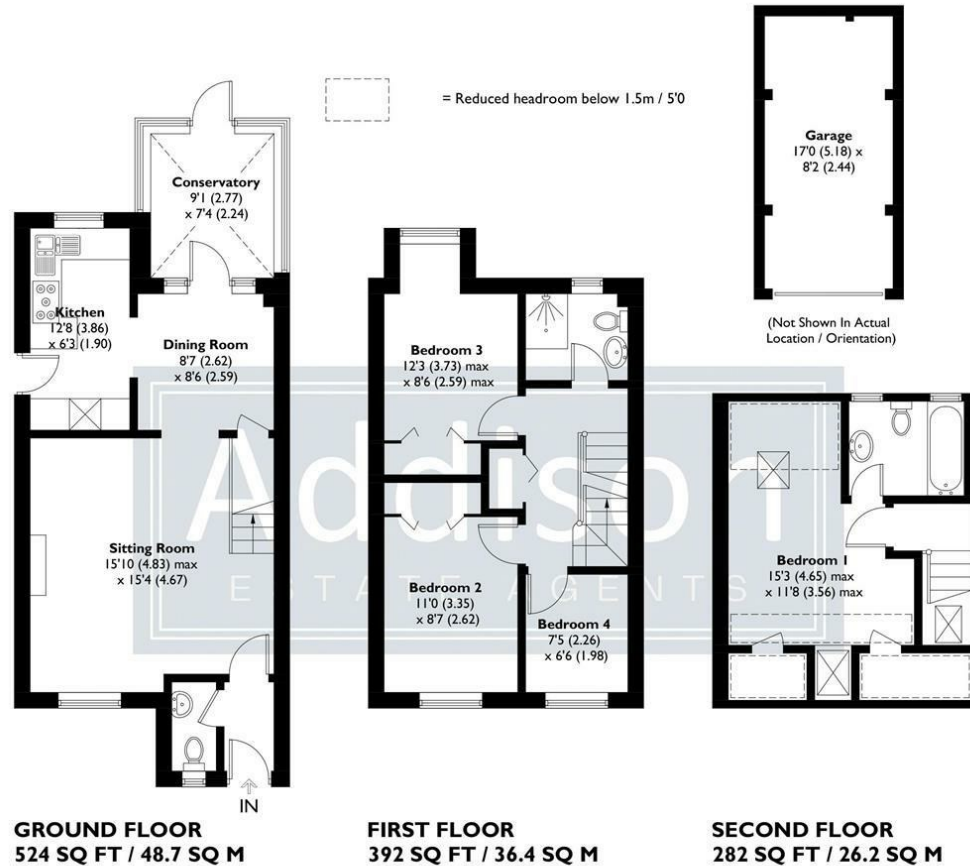 = Reduced headroom below 1.5m / 5'0
Conservatory
9'1 (2.77)
x 7'4 (2.24)
Garage
17'0 (5.18) x
8'2 (2.44)
(Not Shown In Actual
Location / Orientation)
Kitchen
12'8 (3.86)
x 6'3 (1.90)
Dining Room
8'7 (2.62)
x 8'6 (2.59)
Sitting Room
15'10 (4.83) max
x 15'4 (4.67)
IN
Bedroom 3
12'3 (3.73) max
x 8'6 (2.59) max
Bedroom 2
11'0 (3.35)
x 8'7 (2.62)
Bedroom 4
7'5 (2.26)
x 6'6 (1.98)
Bedroom 1
15'3 (4.65) max
x 11'8 (3.56) max
Addison
ESTATE AGENTS
GROUND FLOOR
524 SQ FT / 48.7 SQ M
FIRST FLOOR
392 SQ FT / 36.4 SQ M
SECOND FLOOR
282 SQ FT / 26.2 SQ M